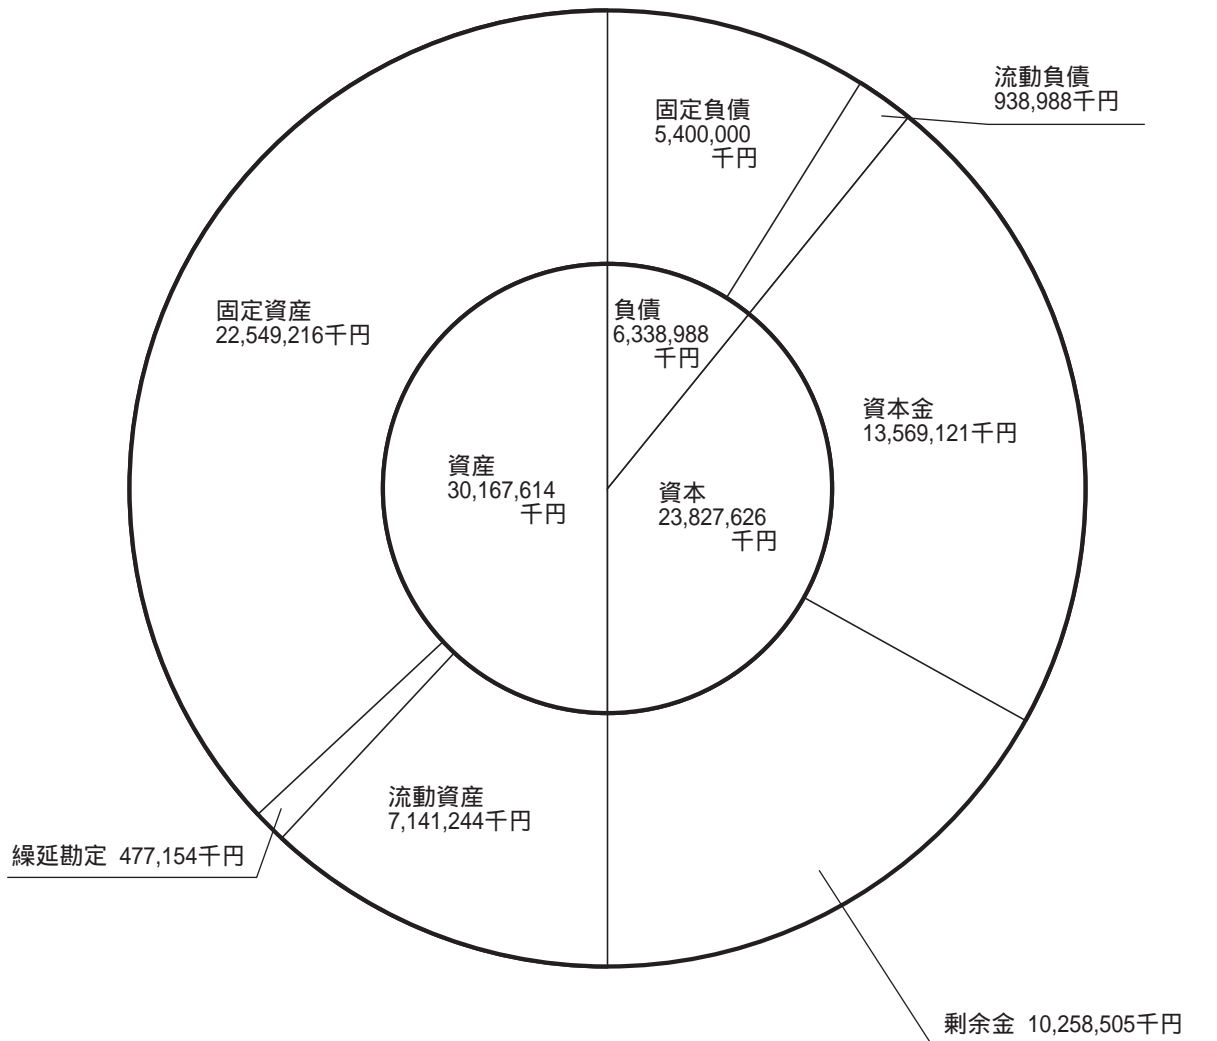 流動負債
938,988千円
固定負債
5,400,000
千円
固定資産
22,549,216千円
負債
6,338,988
千円
資本金
13,569,121千円
資産
30,167,614
千円
資本
23,827,626
千円
流動資産
7,141,244千円
繰延勘定 477,154千円
剰余金 10,258,505千円